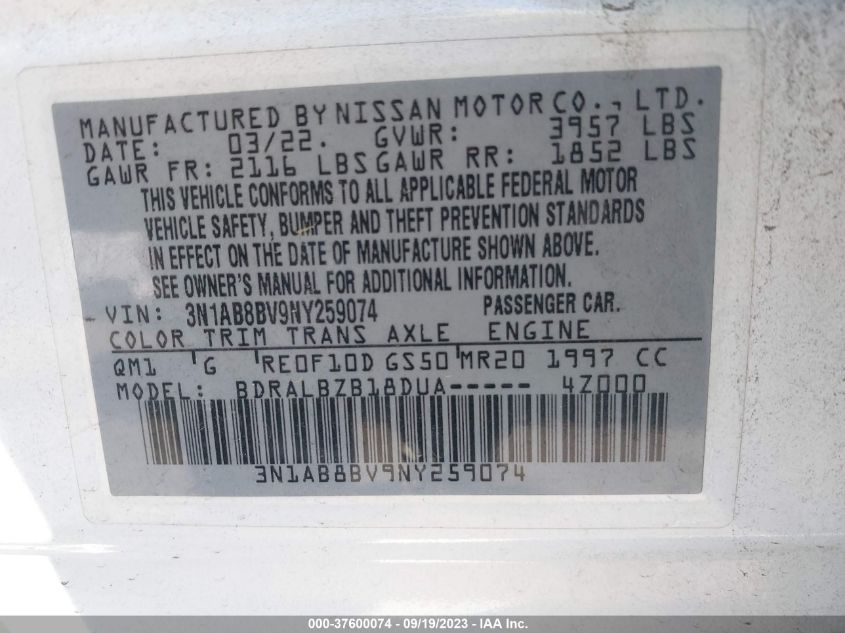 MANUFACTURED BY NISSAN MOTOR CO., LTD.
DATE: 03/22. GVWR: 3957 LBS
GAWR FR: 2116 LBS GAWR RR: 1852 LBS
THIS VEHICLE CONFORMS TO ALL APPLICABLE FEDERAL MOTOR
VEHICLE SAFETY, BUMPER AND THEFT PREVENTION STANDARDS
IN EFFECT ON THE DATE OF MANUFACTURE SHOWN ABOVE.
SEE OWNER'S MANUAL FOR ADDITIONAL INFORMATION.
VIN: 3N1AB8BV9NY259074 PASSENGER CAR.
COLOR TRIM TRANS AXLE ENGINE
QM1 G RE0F10D GS50 MR20 1997 CC
MODEL: BDRALBZB18DUA----- 4Z000
3N1AB8BV9NY259074
000-37600074 - 09/19/2023 - IAA Inc.